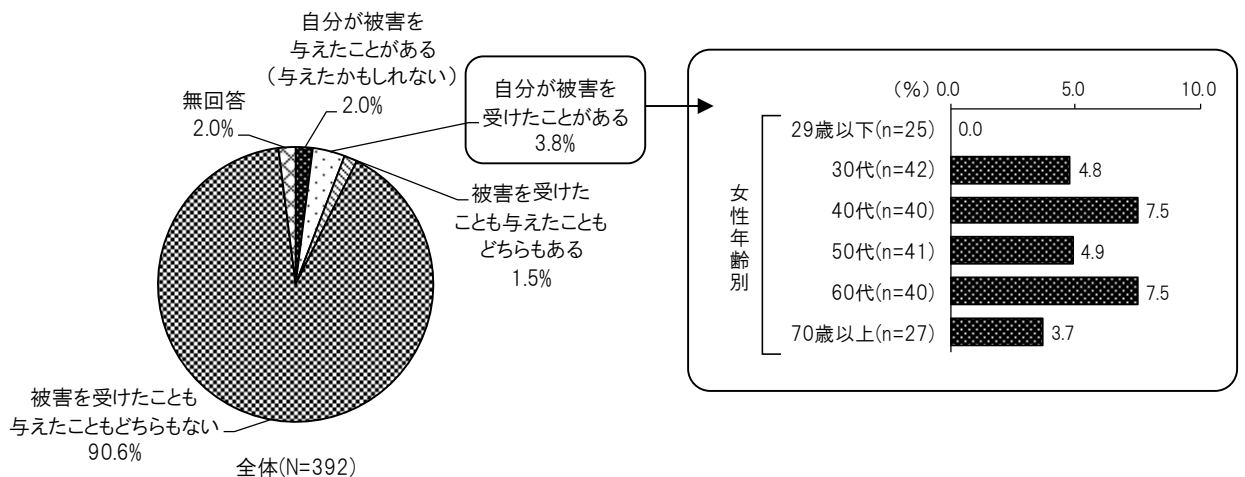 自分が被害を
与えたことがある
（与えたかもしれない）
2.0%
無回答
2.0%
自分が被害を
受けたことがある
3.8%
被害を受けた
ことも与えたことも
どちらもある
1.5%
被害を受けたことも
与えたこともどちらもない
90.6%
全体(N=392)
（%）0.0 5.0 10.0
女性年齢別
29歳以下(n=25) 0.0
30代(n=42) 4.8
40代(n=40) 7.5
50代(n=41) 4.9
60代(n=40) 7.5
70歳以上(n=27) 3.7